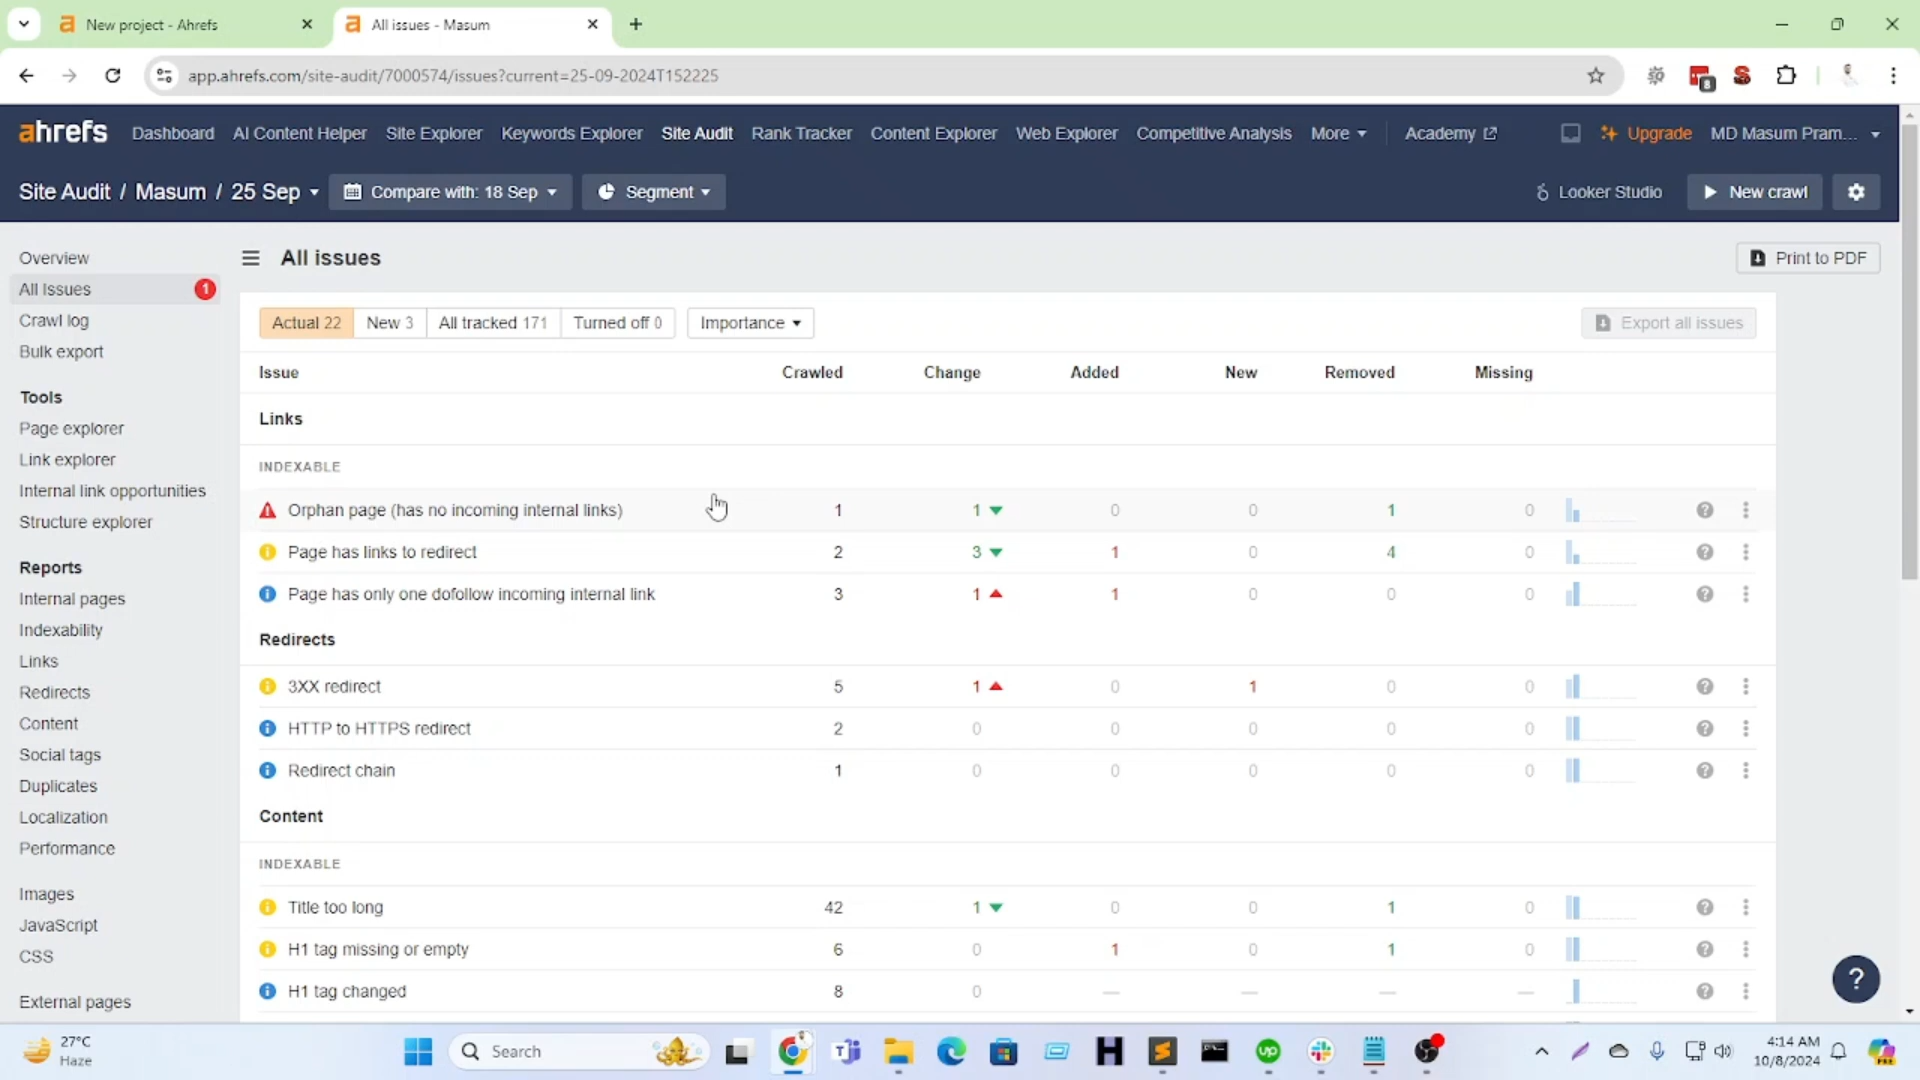 New project - Ahrefs
All issues - Masum
app.ahrefs.com/site-audit/7000574/issues?current=25-09-2024T152225
8
ahrefs Dashboard AI Content Helper Site Explorer Keywords Explorer Site Audit Rank Tracker Content Explorer Web Explorer Competitive Analysis More Academy Upgrade MD Masum Pram...
Site Audit / Masum / 25 Sep Compare with: 18 Sep Segment Looker Studio New crawl
Overview
All Issues 1
Crawl log
Bulk export
Tools
Page explorer
Link explorer
Internal link opportunities
Structure explorer
Reports
Internal pages
Indexability
Links
Redirects
Content
Social tags
Duplicates
Localization
Performance
Images
JavaScript
CSS
External pages
All issues Print to PDF
Actual 22 New 3 All tracked 171 Turned off 0 Importance Export all issues
Issue Crawled Change Added New Removed Missing
Links
INDEXABLE
Orphan page (has no incoming internal links) 1 1 0 0 1 0
Page has links to redirect 2 3 1 0 4 0
Page has only one dofollow incoming internal link 3 1 1 0 0 0
Redirects
3XX redirect 5 1 0 1 0 0
HTTP to HTTPS redirect 2 0 0 0 0 0
Redirect chain 1 0 0 0 0 0
Content
INDEXABLE
Title too long 42 1 0 0 1 0
H1 tag missing or empty 6 0 1 0 1 0
H1 tag changed 8 0 — — — —
?
27°C
Haze
Search
4:14 AM
10/8/2024